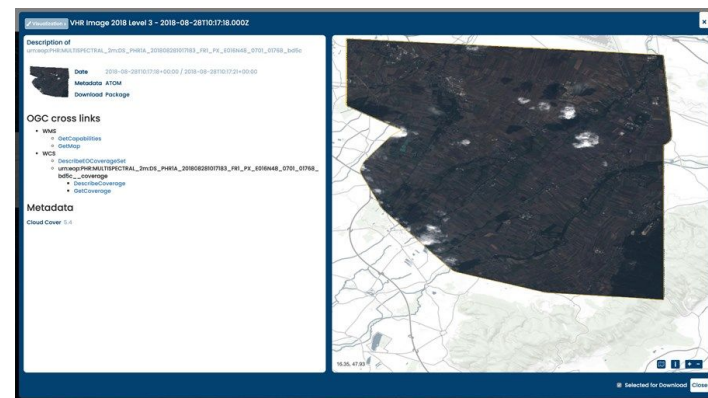 Visualization
VHR Image 2018 Level 3 - 2018-08-28T10:17:18.000Z
×
Description of
urn:eop:PHR:MULTISPECTRAL_2m:DS_PHR1A_201808281017183_FR1_PX_E016N48_0701_01768_bd5c
Date 2018-08-28T10:17:18+00:00 / 2018-08-28T10:17:21+00:00
Metadata ATOM
Download Package
OGC cross links
WMS
GetCapabilities
GetMap
WCS
DescribeEOCoverageSet
urn:eop:PHR:MULTISPECTRAL_2m:DS_PHR1A_201808281017183_FR1_PX_E016N48_0701_01768_
bd5c__coverage
DescribeCoverage
GetCoverage
Metadata
Cloud Cover 5.4
16.35, 47.93
Selected for Download
Close